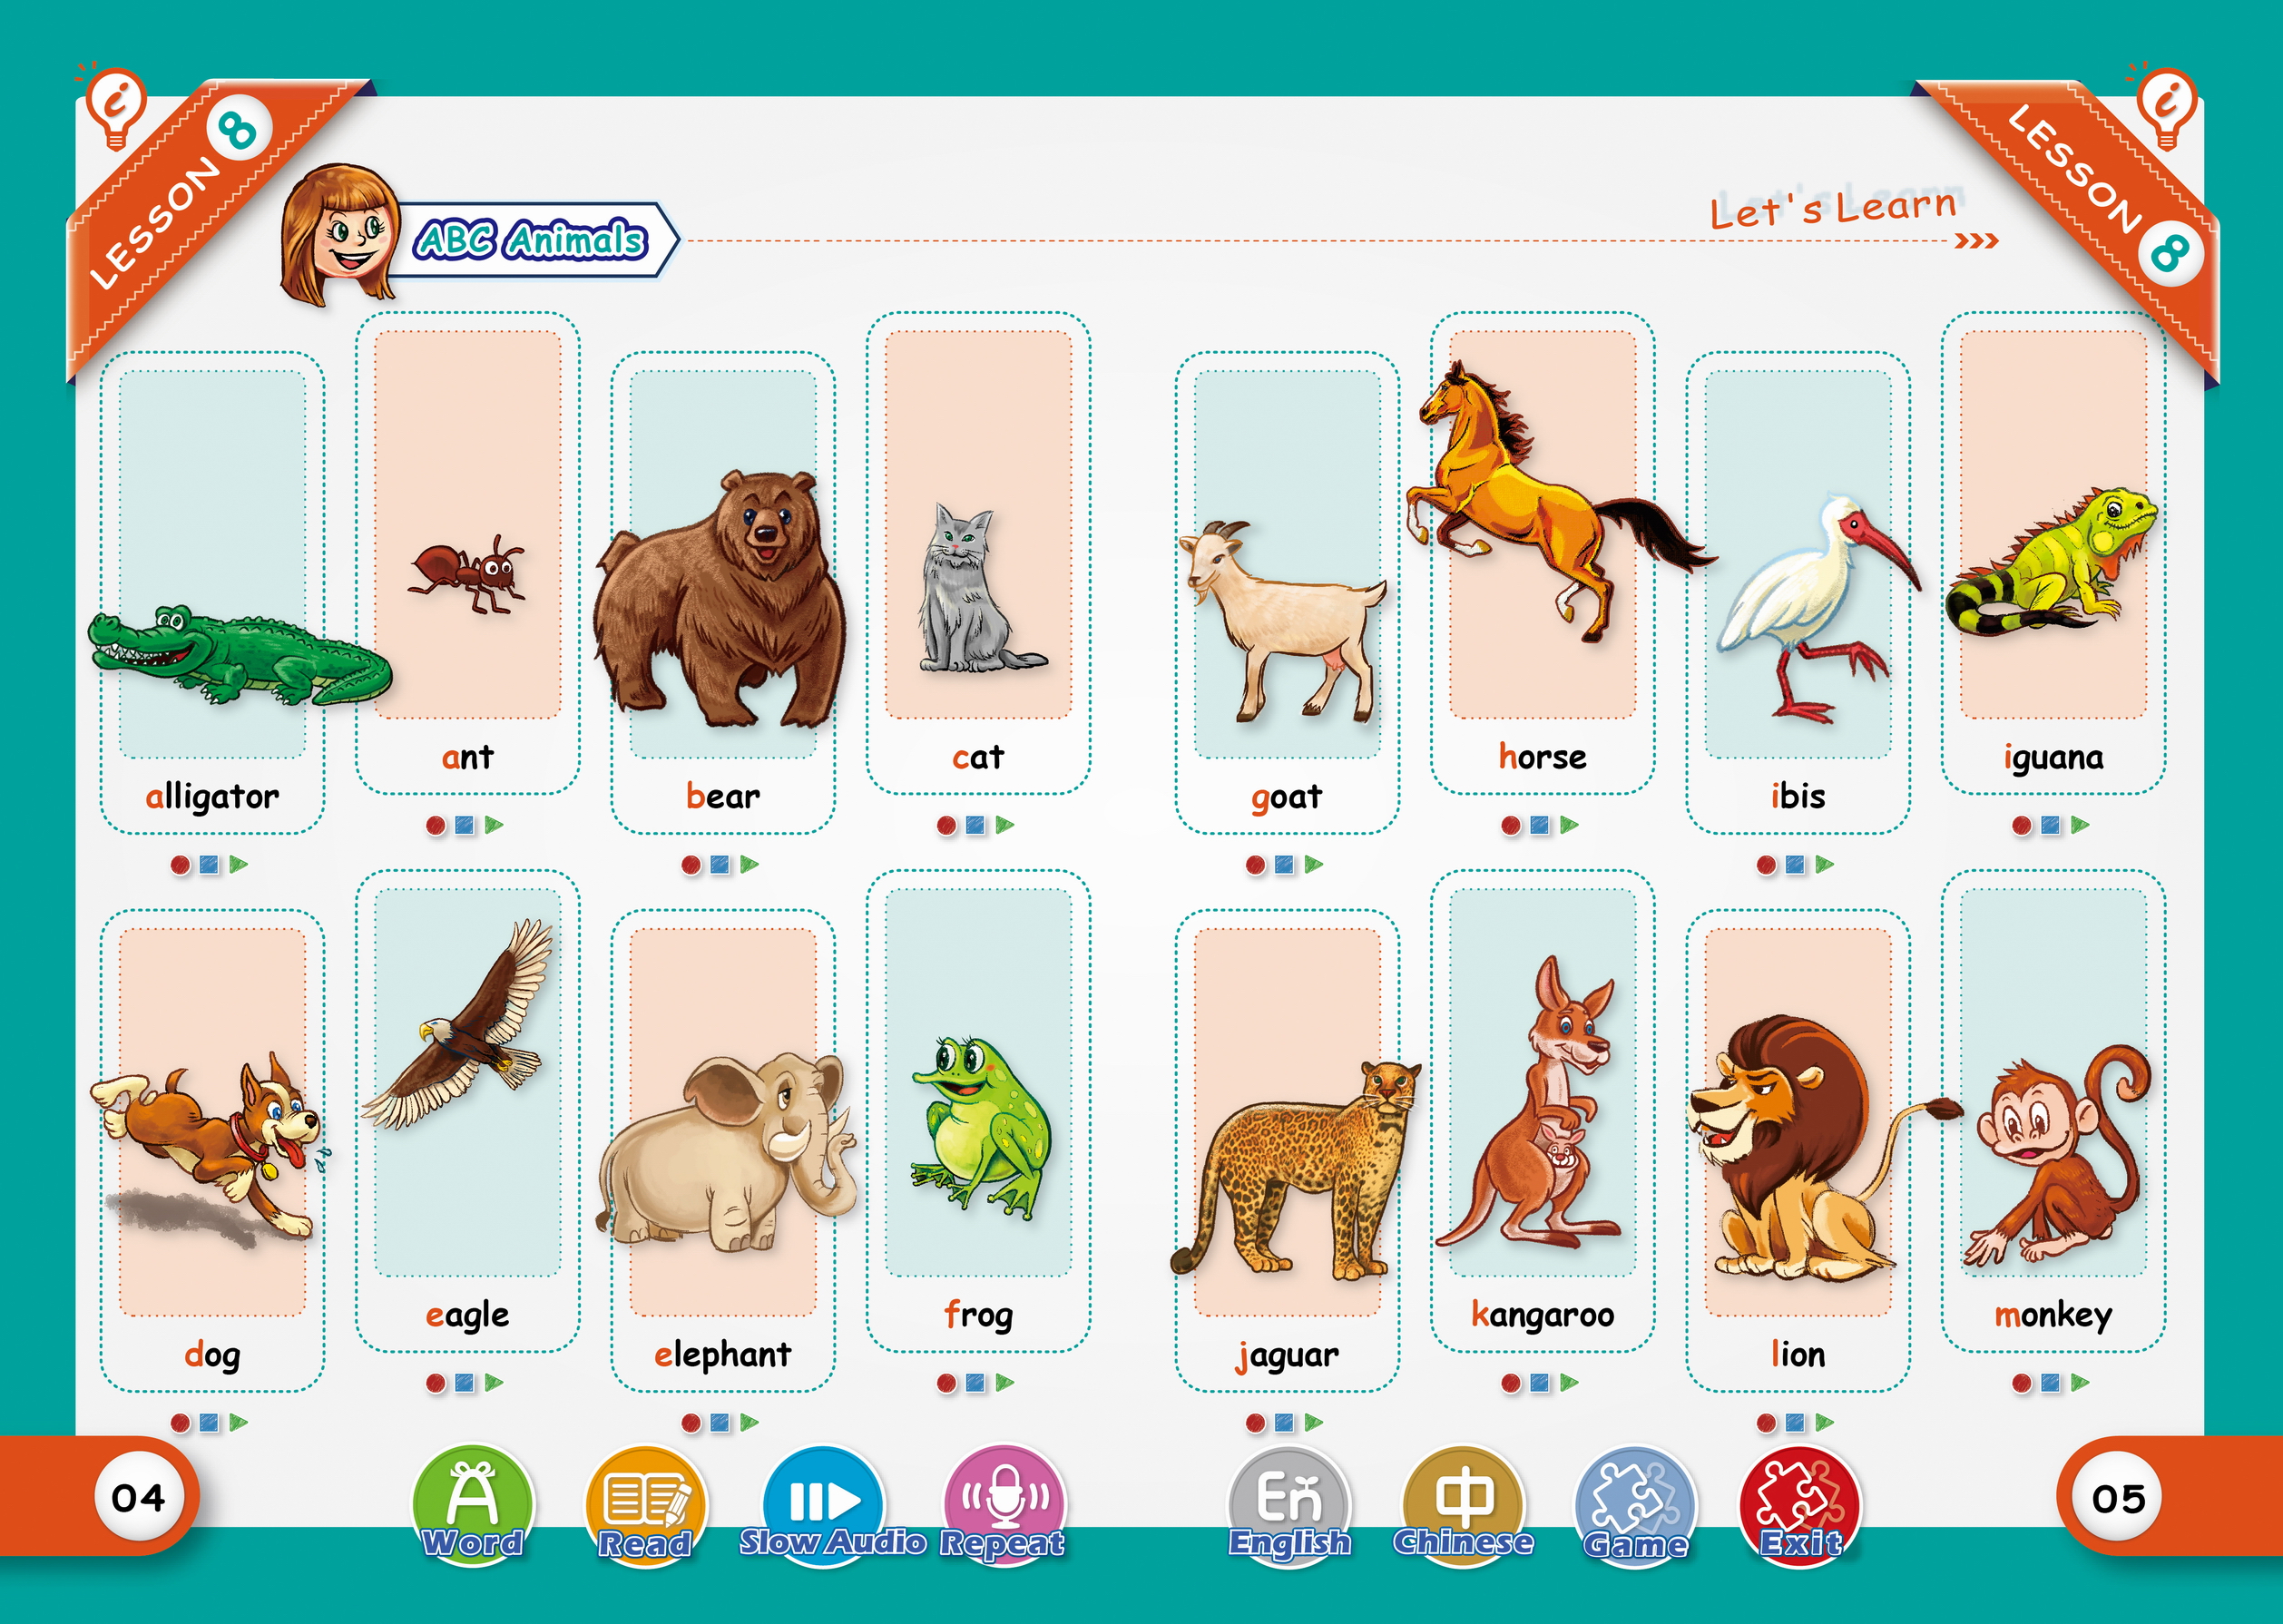 LESSON 8
LESSON 8
ABC Animals
Let's Learn
alligator
ant
bear
cat
goat
horse
ibis
iguana
dog
eagle
elephant
frog
jaguar
kangaroo
lion
monkey
04
Word
Read
Slow Audio
Repeat
En
English
中
Chinese
Game
Exit
05